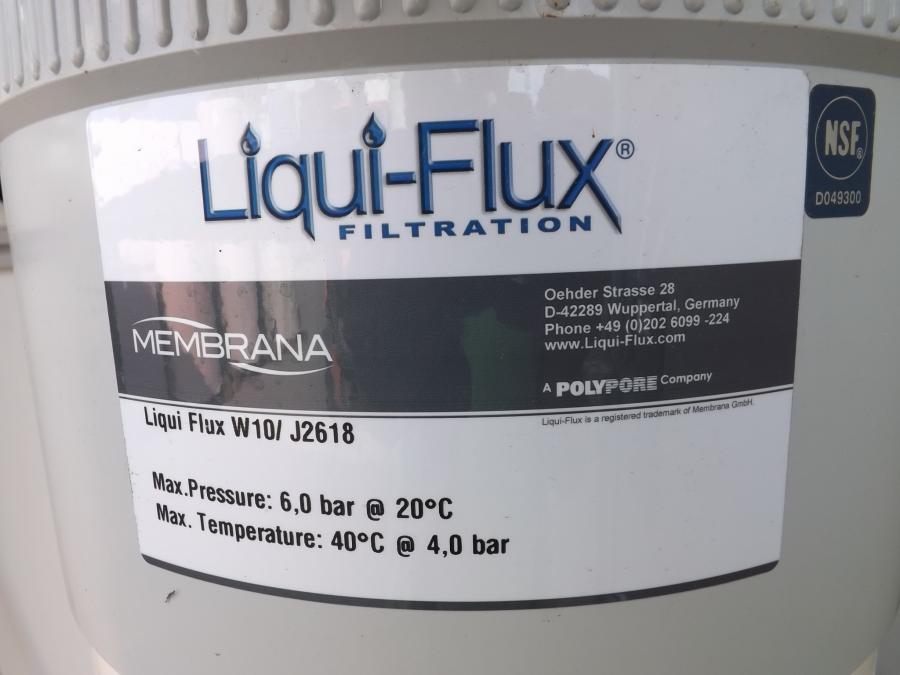 Liqui-Flux®
FILTRATION
NSF®
D049300
MEMBRANA
Oehder Strasse 28
D-42289 Wuppertal, Germany
Phone +49 (0)202 6099 -224
www.Liqui-Flux.com
A POLYPORE Company
Liqui-Flux is a registered trademark of Membrana GmbH.
Liqui Flux W10/ J2618
Max.Pressure: 6,0 bar @ 20°C
Max. Temperature: 40°C @ 4,0 bar